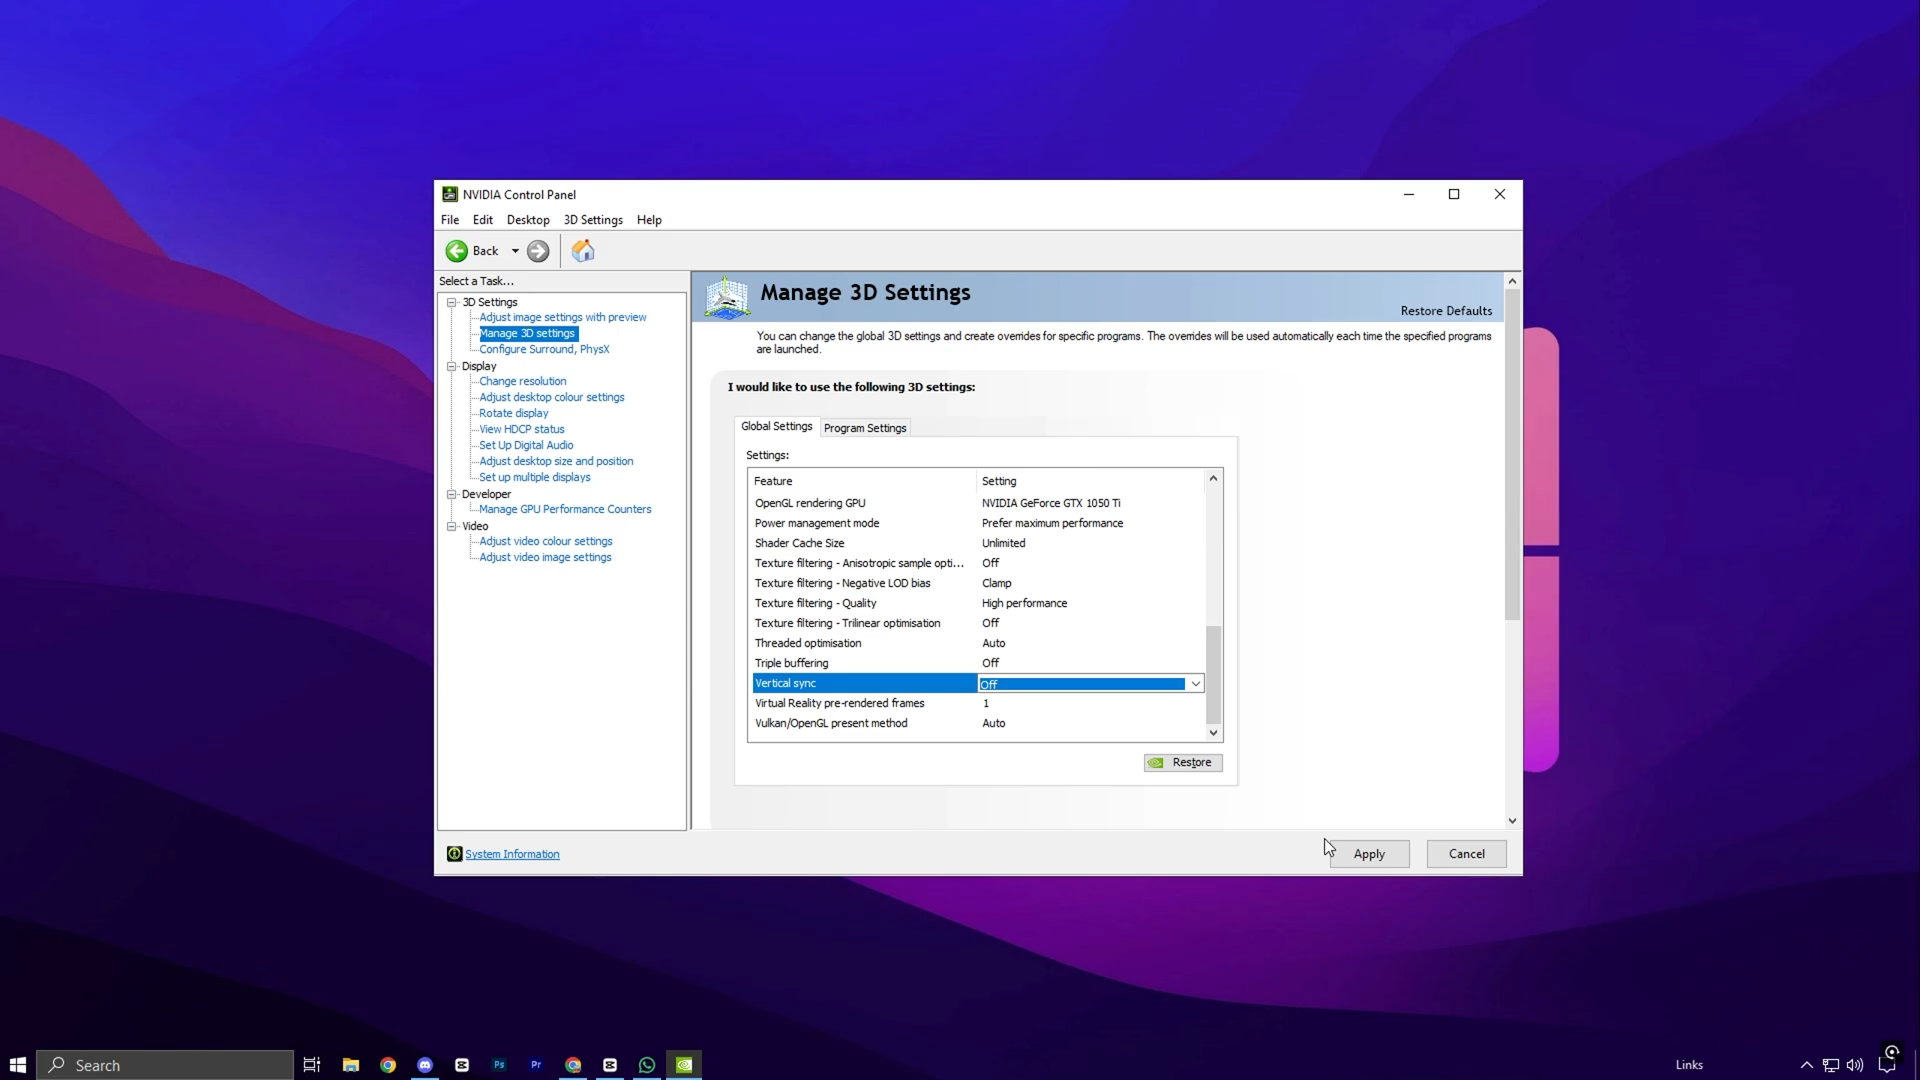 NVIDIA Control Panel
File Edit Desktop 3D Settings Help
Back
Select a Task...
3D Settings
Adjust image settings with preview
Manage 3D settings
Configure Surround, PhysX
Display
Change resolution
Adjust desktop colour settings
Rotate display
View HDCP status
Set Up Digital Audio
Adjust desktop size and position
Set up multiple displays
Developer
Manage GPU Performance Counters
Video
Adjust video colour settings
Adjust video image settings
System Information
Manage 3D Settings
Restore Defaults
You can change the global 3D settings and create overrides for specific programs. The overrides will be used automatically each time the specified programs
are launched.
I would like to use the following 3D settings:
Global Settings Program Settings
Settings:
Feature Setting
OpenGL rendering GPU NVIDIA GeForce GTX 1050 Ti
Power management mode Prefer maximum performance
Shader Cache Size Unlimited
Texture filtering - Anisotropic sample opti... Off
Texture filtering - Negative LOD bias Clamp
Texture filtering - Quality High performance
Texture filtering - Trilinear optimisation Off
Threaded optimisation Auto
Triple buffering Off
Vertical sync Off
Virtual Reality pre-rendered frames 1
Vulkan/OpenGL present method Auto
Restore
Apply Cancel
Search
Ps
Pr
Links